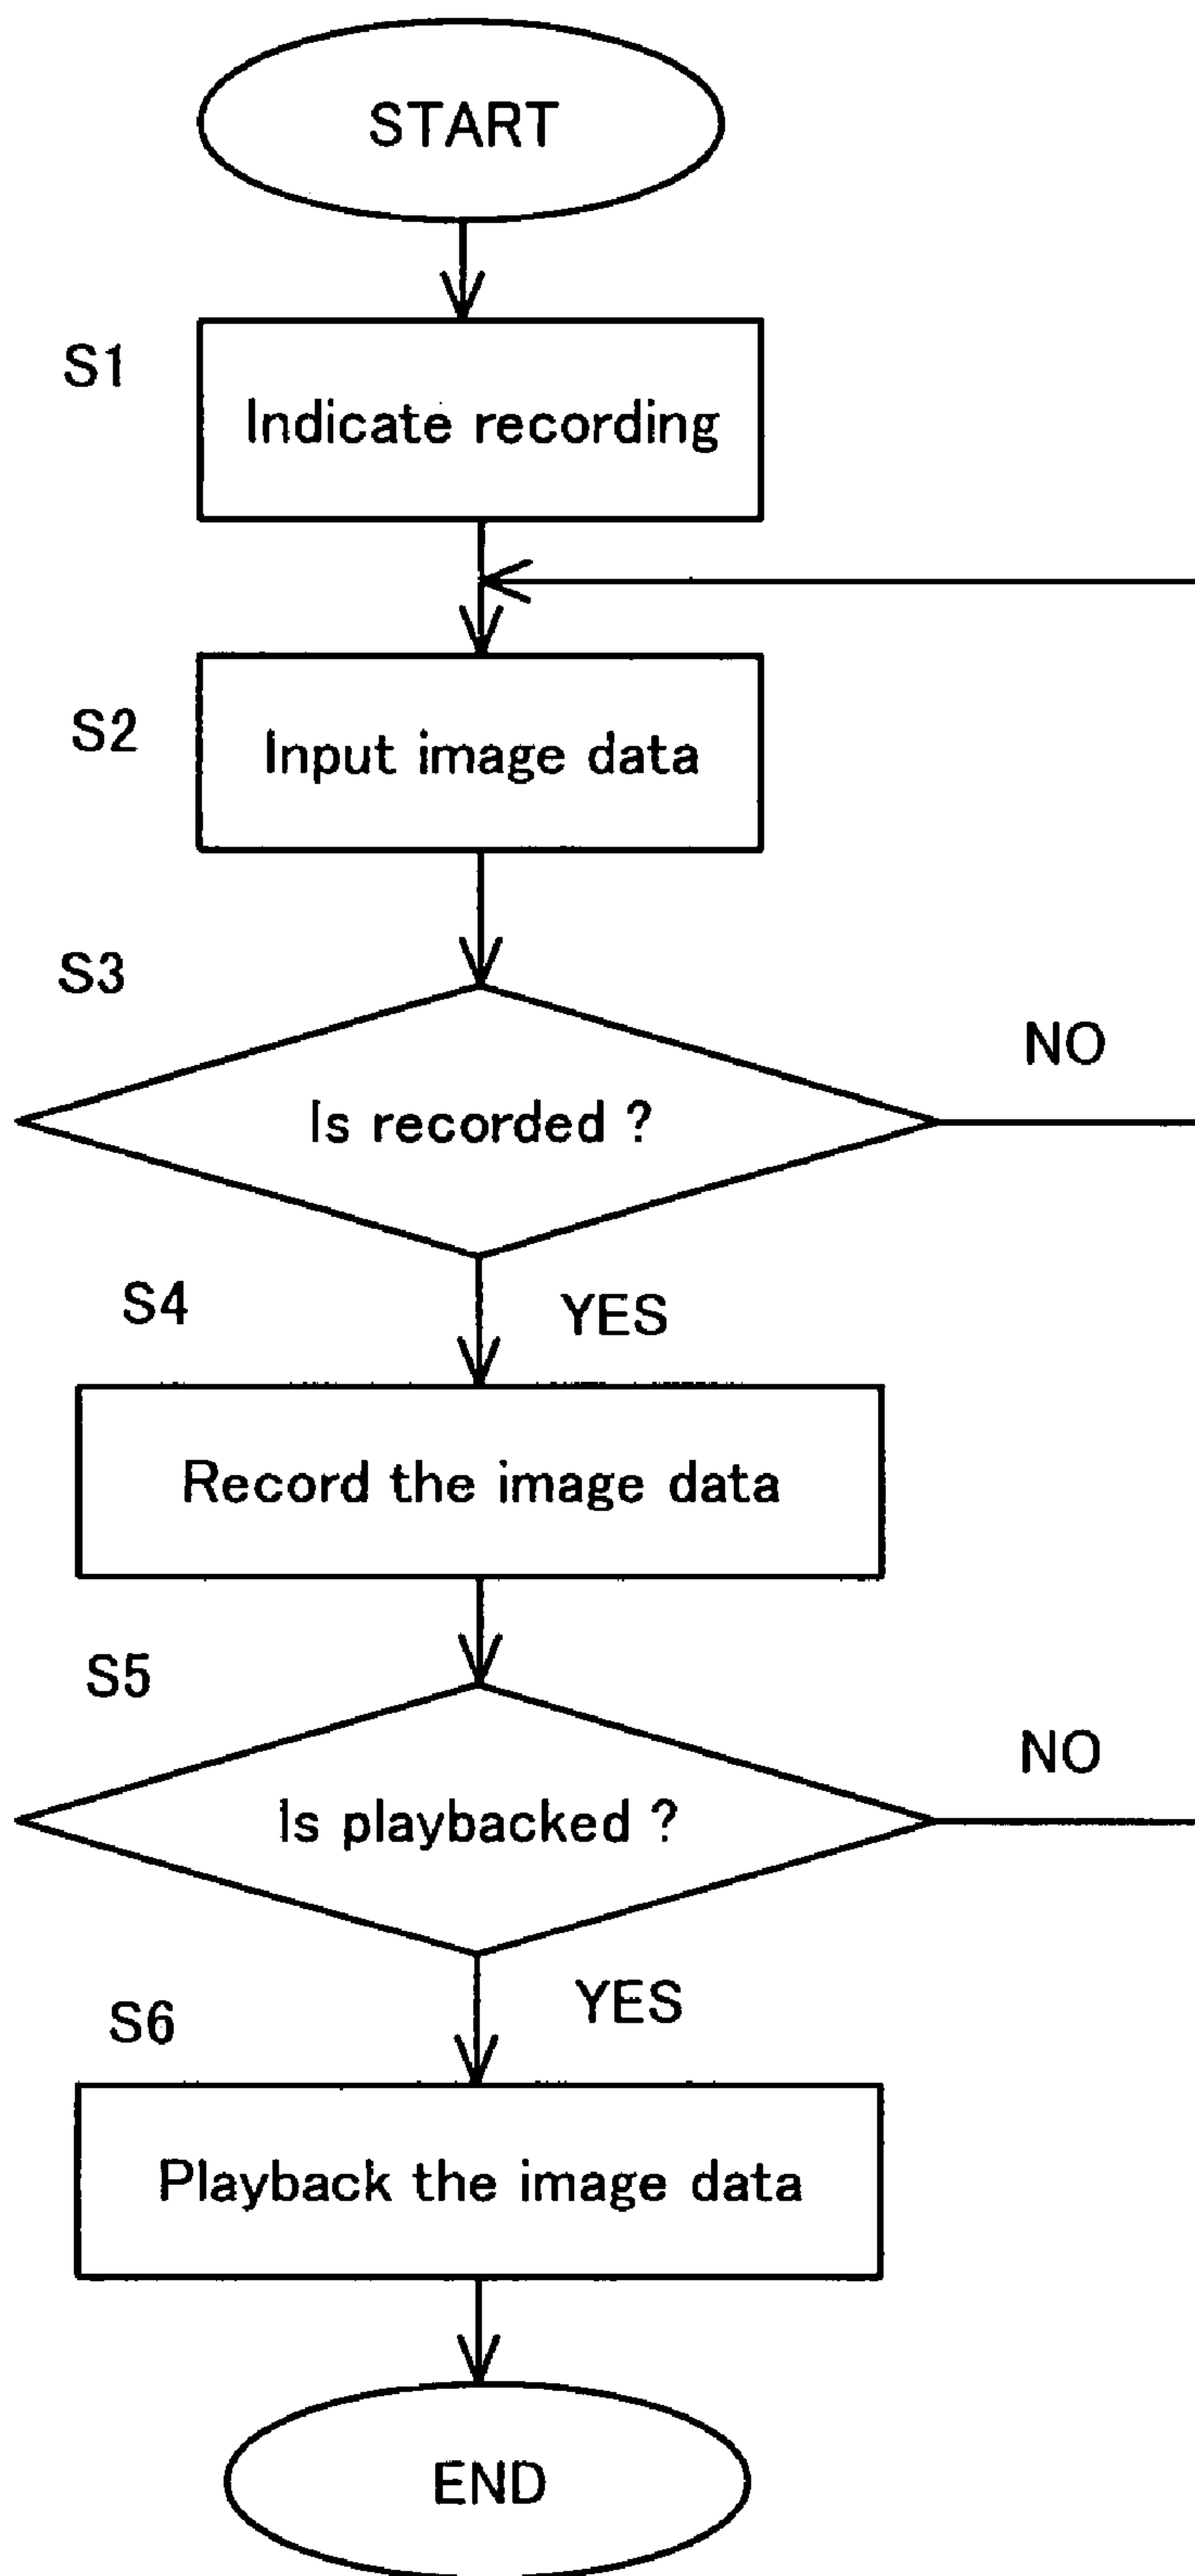 START
S1
Indicate recording
S2
Input image data
S3
NO
Is recorded ?
S4
YES
Record the image data
S5
NO
Is playbacked ?
S6
YES
Playback the image data
END